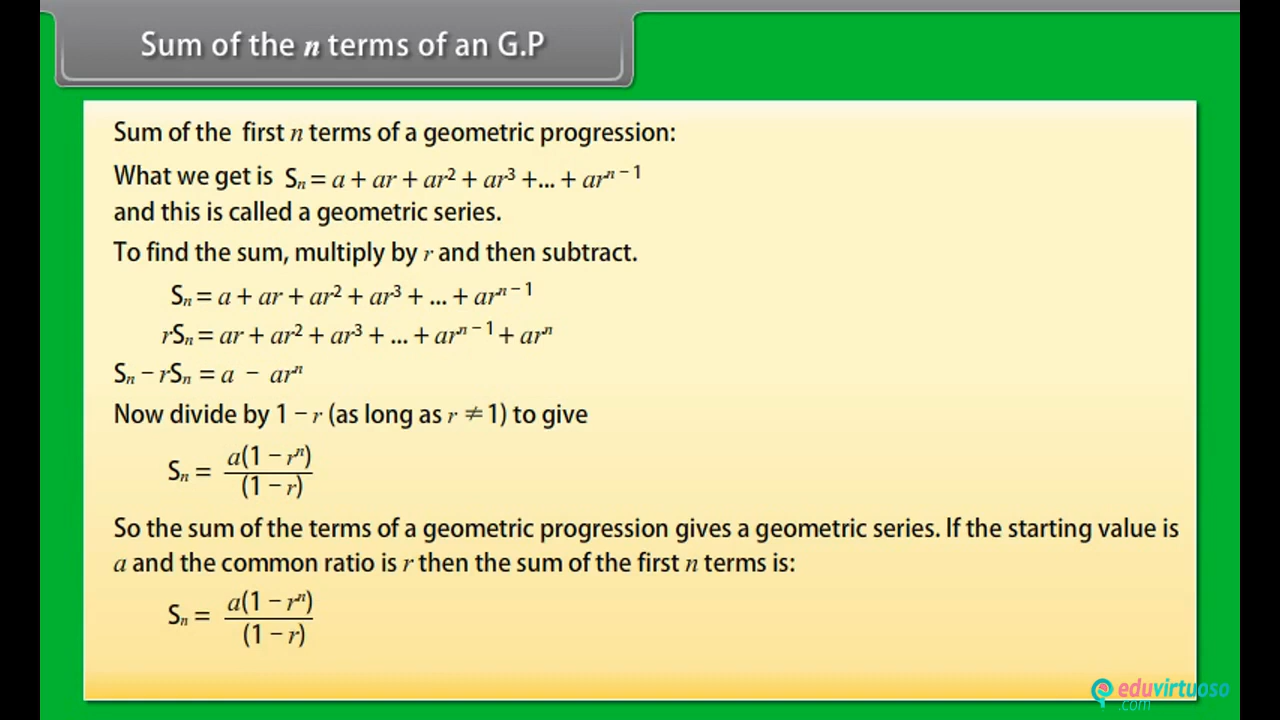 Sum of the n terms of an G.P
Sum of the first n terms of a geometric progression:
What we get is Sₙ = a + ar + ar² + ar³ +... + arⁿ⁻¹
and this is called a geometric series.
To find the sum, multiply by r and then subtract.
Sₙ = a + ar + ar² + ar³ + ... + arⁿ⁻¹
rSₙ = ar + ar² + ar³ + ... + arⁿ⁻¹ + arⁿ
Sₙ − rSₙ = a − arⁿ
Now divide by 1 − r (as long as r ≠ 1) to give
Sₙ = a(1 − rⁿ) / (1 − r)
So the sum of the terms of a geometric progression gives a geometric series. If the starting value is
a and the common ratio is r then the sum of the first n terms is:
Sₙ = a(1 − rⁿ) / (1 − r)
eduvirtuoso
.com